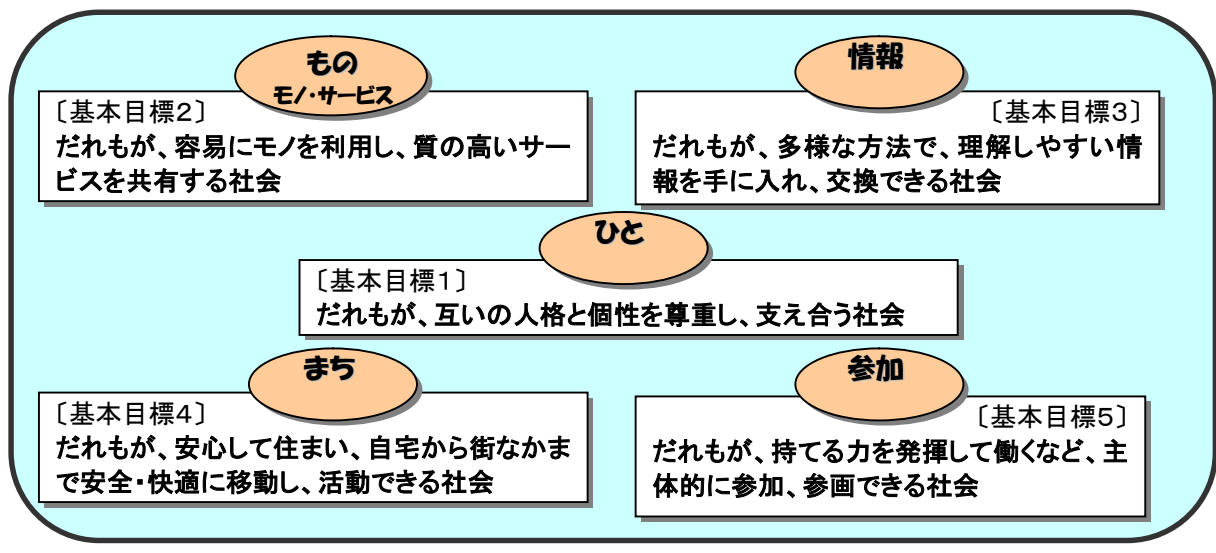 もの
モノ・サービス
〔基本目標2〕
だれもが、容易にモノを利用し、質の高いサー
ビスを共有する社会
情報
〔基本目標3〕
だれもが、多様な方法で、理解しやすい情
報を手に入れ、交換できる社会
ひと
〔基本目標1〕
だれもが、互いの人格と個性を尊重し、支え合う社会
まち
〔基本目標4〕
だれもが、安心して住まい、自宅から街なかま
で安全・快適に移動し、活動できる社会
参加
〔基本目標5〕
だれもが、持てる力を発揮して働くなど、主
体的に参加、参画できる社会